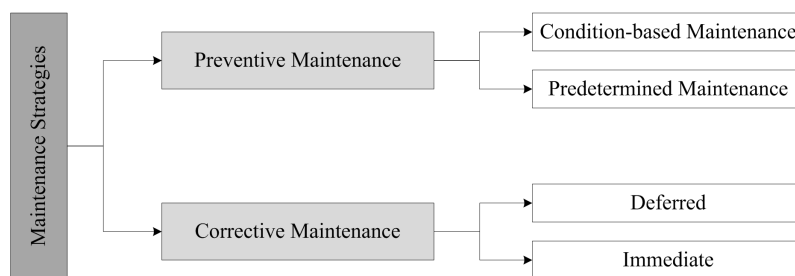 Maintenance Strategies
Preventive Maintenance
Condition-based Maintenance
Predetermined Maintenance
Corrective Maintenance
Deferred
Immediate